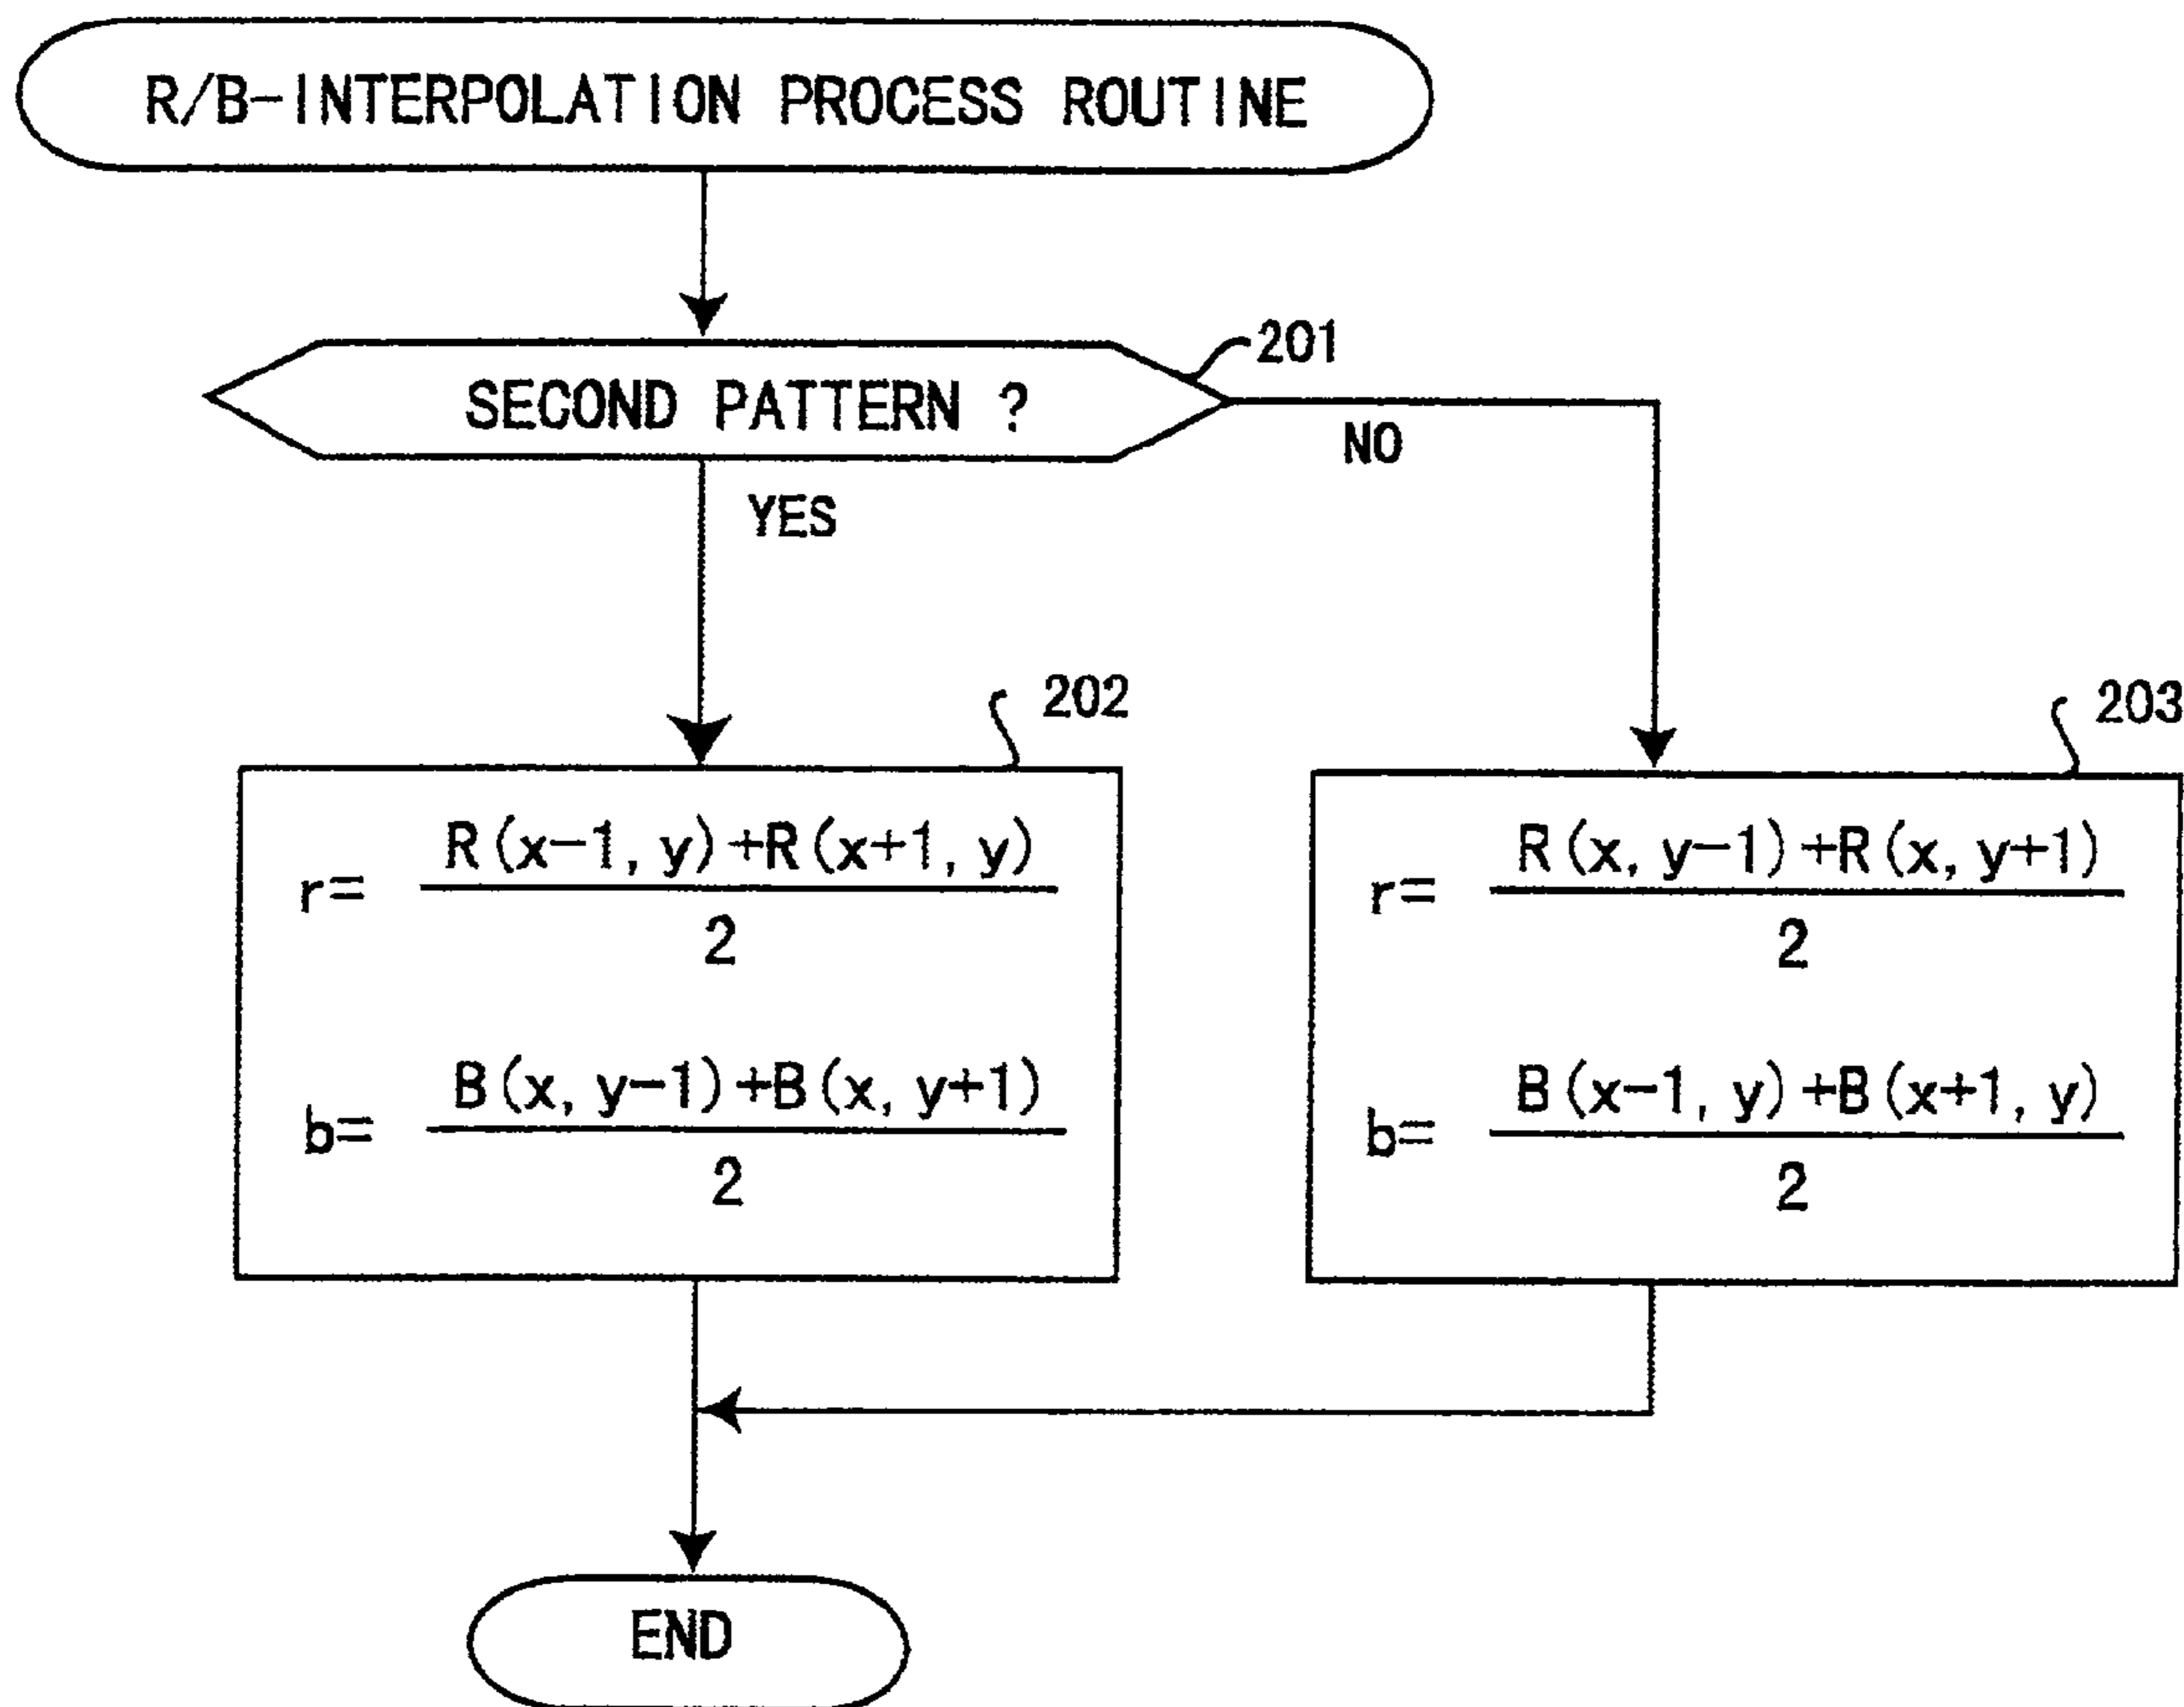 R/B-INTERPOLATION PROCESS ROUTINE
201
SECOND PATTERN ?
NO
YES
202
203
r= R(x-1, y)+R(x+1, y)
2
b= B(x, y-1)+B(x, y+1)
2
r= R(x, y-1)+R(x, y+1)
2
b= B(x-1, y)+B(x+1, y)
2
END